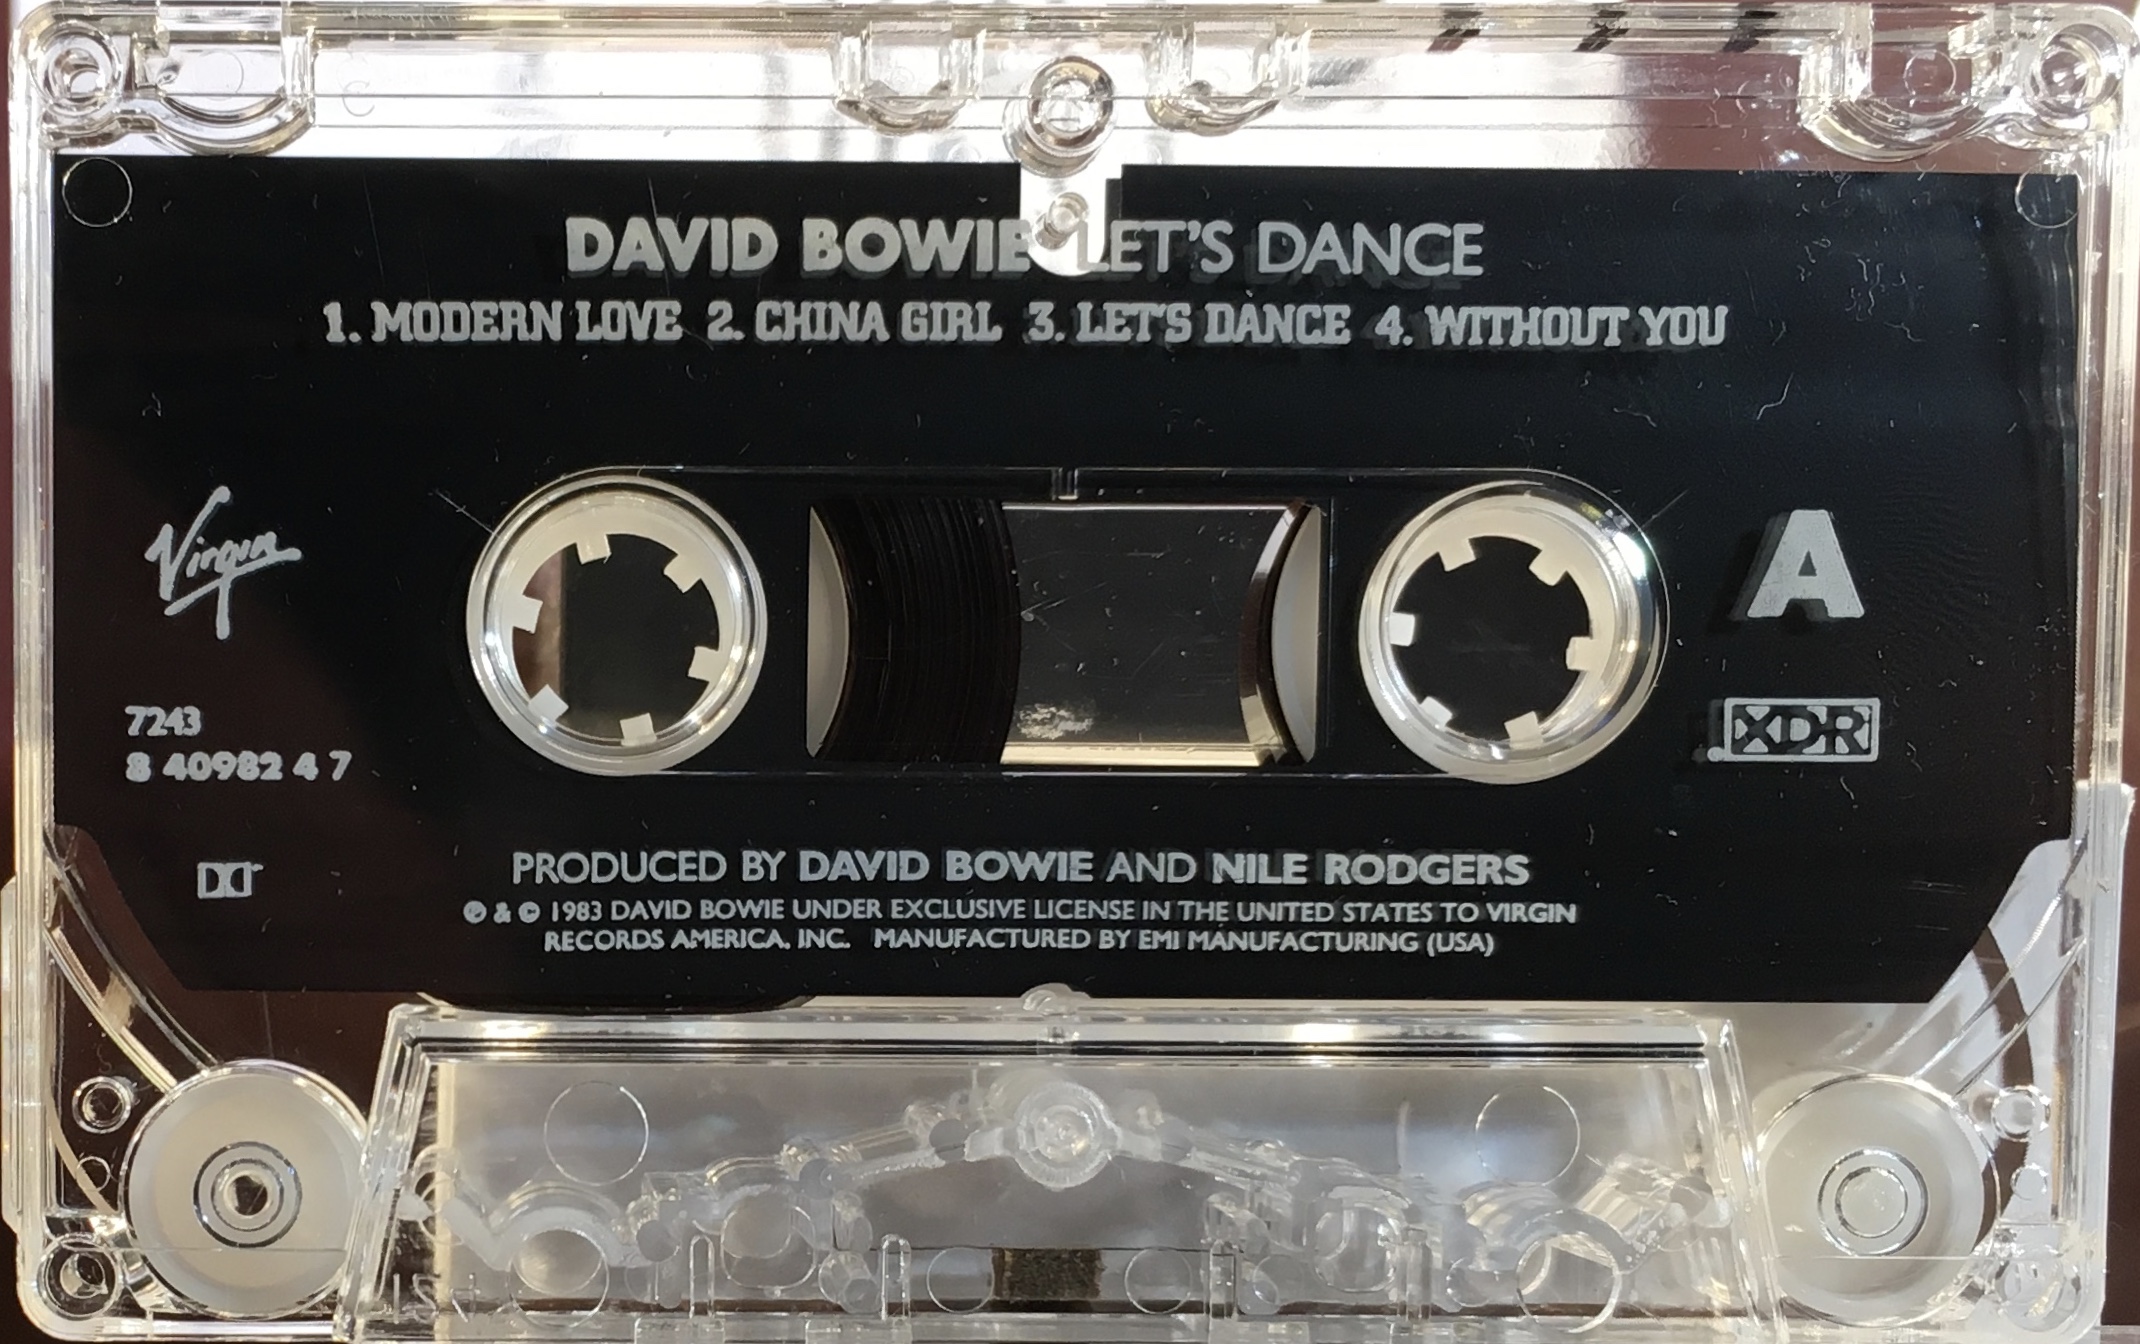 DAVID BOWIE LET'S DANCE
1. MODERN LOVE 2. CHINA GIRL 3. LET'S DANCE 4. WITHOUT YOU
Virgin
A
7243
8 40982 4 7
XDR
PRODUCED BY DAVID BOWIE AND NILE RODGERS
℗ & © 1983 DAVID BOWIE UNDER EXCLUSIVE LICENSE IN THE UNITED STATES TO VIRGIN
RECORDS AMERICA, INC. MANUFACTURED BY EMI MANUFACTURING (USA)